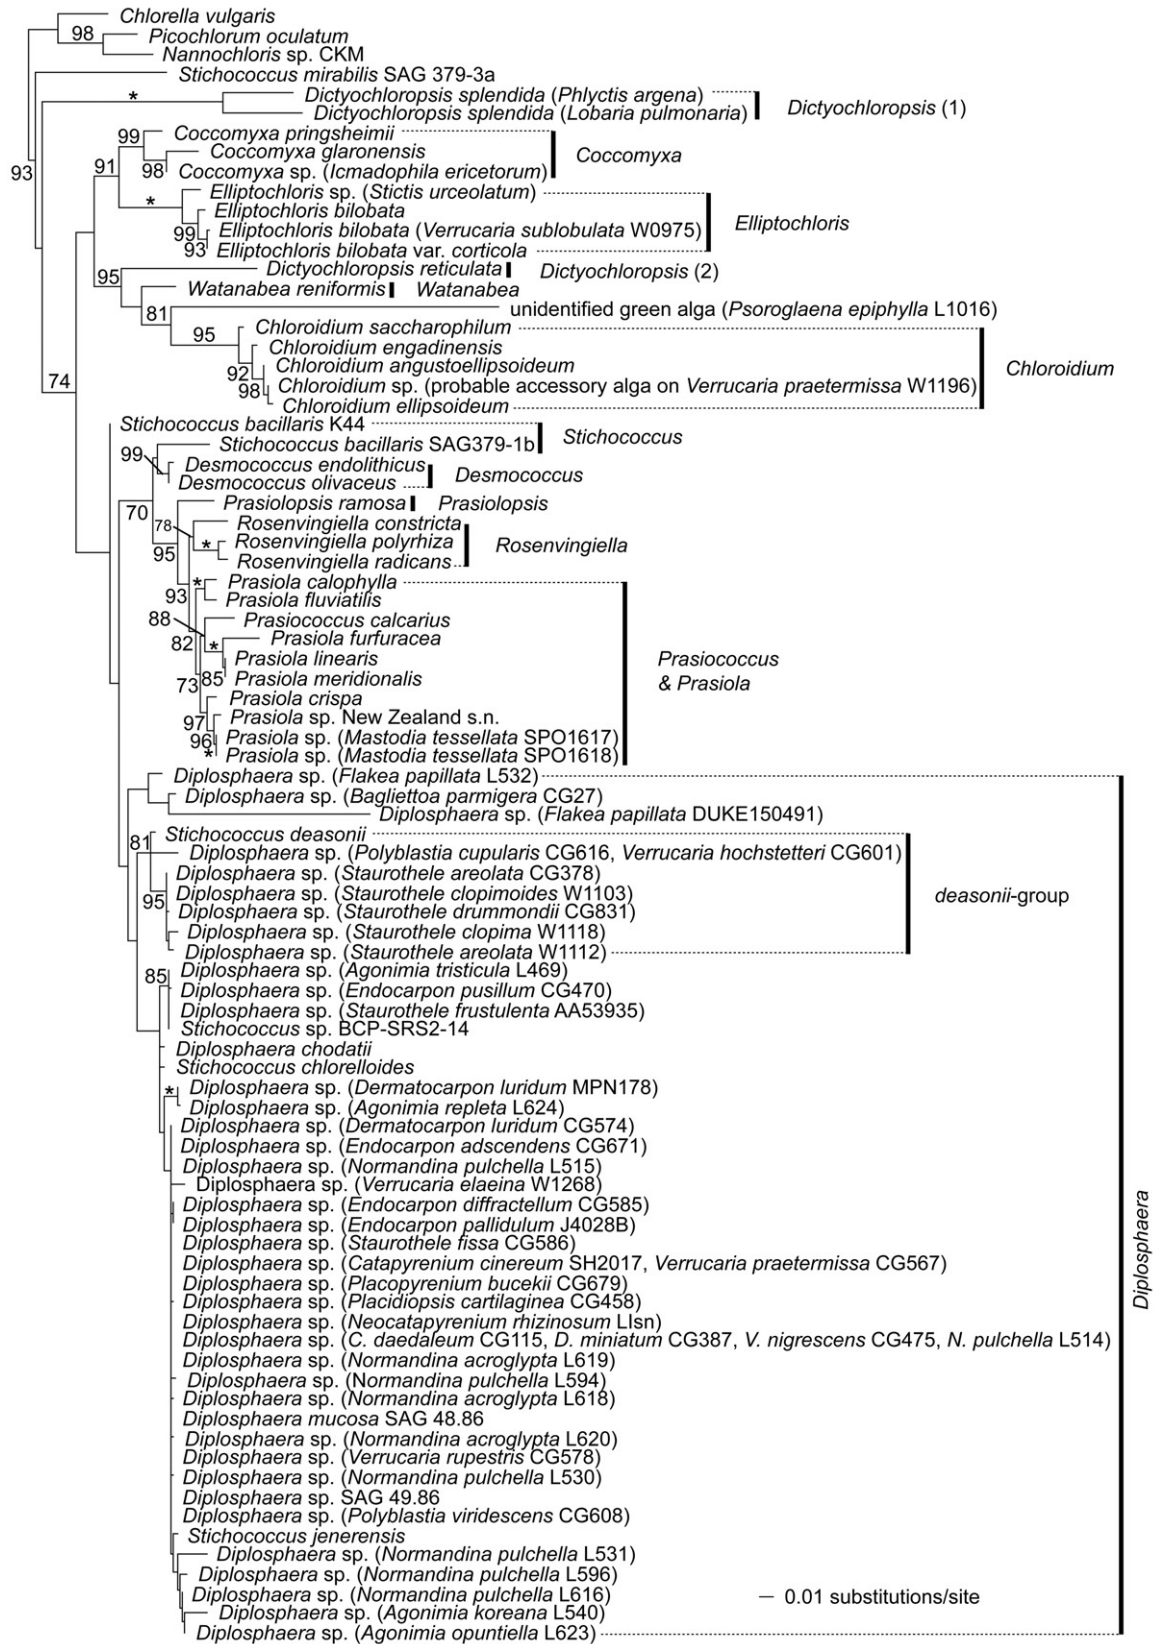 Chlorella vulgaris
98
Picochlorum oculatum
Nannochloris sp. CKM
Stichococcus mirabilis SAG 379-3a
*
Dictyochloropsis splendida (Phlyctis argena)
Dictyochloropsis splendida (Lobaria pulmonaria)
Dictyochloropsis (1)
93
99
Coccomyxa pringsheimii
Coccomyxa glaronensis
Coccomyxa
91
98
Coccomyxa sp. (Icmadophila ericetorum)
*
Elliptochloris sp. (Stictis urceolatum)
Elliptochloris bilobata
Elliptochloris
99
Elliptochloris bilobata (Verrucaria sublobulata W0975)
93
Elliptochloris bilobata var. corticola
95
Dictyochloropsis reticulata
Dictyochloropsis (2)
Watanabea reniformis
Watanabea
81
unidentified green alga (Psoroglaena epiphylla L1016)
95
Chloroidium saccharophilum
Chloroidium engadinensis
Chloroidium angustoellipsoideum
Chloroidium
92
98
Chloroidium sp. (probable accessory alga on Verrucaria praetermissa W1196)
Chloroidium ellipsoideum
74
Stichococcus bacillaris K44
Stichococcus
Stichococcus bacillaris SAG379-1b
99
Desmococcus endolithicus
Desmococcus
Desmococcus olivaceus
70
Prasiolopsis ramosa
Prasiolopsis
78
Rosenvingiella constricta
*
Rosenvingiella polyrhiza
Rosenvingiella
95
Rosenvingiella radicans
*
Prasiola calophylla
93
Prasiola fluviatilis
88
Prasiococcus calcarius
82
*
Prasiola furfuracea
Prasiola linearis
Prasiococcus
& Prasiola
73
85
Prasiola meridionalis
Prasiola crispa
97
Prasiola sp. New Zealand s.n.
96
Prasiola sp. (Mastodia tessellata SPO1617)
*
Prasiola sp. (Mastodia tessellata SPO1618)
Diplosphaera sp. (Flakea papillata L532)
Diplosphaera sp. (Bagliettoa parmigera CG27)
Diplosphaera sp. (Flakea papillata DUKE150491)
81
Stichococcus deasonii
Diplosphaera sp. (Polyblastia cupularis CG616, Verrucaria hochstetteri CG601)
Diplosphaera sp. (Staurothele areolata CG378)
95
Diplosphaera sp. (Staurothele clopimoides W1103)
deasonii-group
Diplosphaera sp. (Staurothele drummondii CG831)
Diplosphaera sp. (Staurothele clopima W1118)
Diplosphaera sp. (Staurothele areolata W1112)
85
Diplosphaera sp. (Agonimia tristicula L469)
Diplosphaera sp. (Endocarpon pusillum CG470)
Diplosphaera sp. (Staurothele frustulenta AA53935)
Stichococcus sp. BCP-SRS2-14
Diplosphaera chodatii
Stichococcus chlorelloides
*
Diplosphaera sp. (Dermatocarpon luridum MPN178)
Diplosphaera sp. (Agonimia repleta L624)
Diplosphaera sp. (Dermatocarpon luridum CG574)
Diplosphaera sp. (Endocarpon adscendens CG671)
Diplosphaera sp. (Normandina pulchella L515)
Diplosphaera sp. (Verrucaria elaeina W1268)
Diplosphaera sp. (Endocarpon diffractellum CG585)
Diplosphaera sp. (Endocarpon pallidulum J4028B)
Diplosphaera sp. (Staurothele fissa CG586)
Diplosphaera
Diplosphaera sp. (Catapyrenium cinereum SH2017, Verrucaria praetermissa CG567)
Diplosphaera sp. (Placopyrenium bucekii CG679)
Diplosphaera sp. (Placidiopsis cartilaginea CG458)
Diplosphaera sp. (Neocatapyrenium rhizinosum LIsn)
Diplosphaera sp. (C. daedaleum CG115, D. miniatum CG387, V. nigrescens CG475, N. pulchella L514)
Diplosphaera sp. (Normandina acroglypta L619)
Diplosphaera sp. (Normandina pulchella L594)
Diplosphaera sp. (Normandina acroglypta L618)
Diplosphaera mucosa SAG 48.86
Diplosphaera sp. (Normandina acroglypta L620)
Diplosphaera sp. (Verrucaria rupestris CG578)
Diplosphaera sp. (Normandina pulchella L530)
Diplosphaera sp. SAG 49.86
Diplosphaera sp. (Polyblastia viridescens CG608)
Stichococcus jenerensis
Diplosphaera sp. (Normandina pulchella L531)
Diplosphaera sp. (Normandina pulchella L596)
Diplosphaera sp. (Normandina pulchella L616)
0.01 substitutions/site
Diplosphaera sp. (Agonimia koreana L540)
Diplosphaera sp. (Agonimia opuntiella L623)